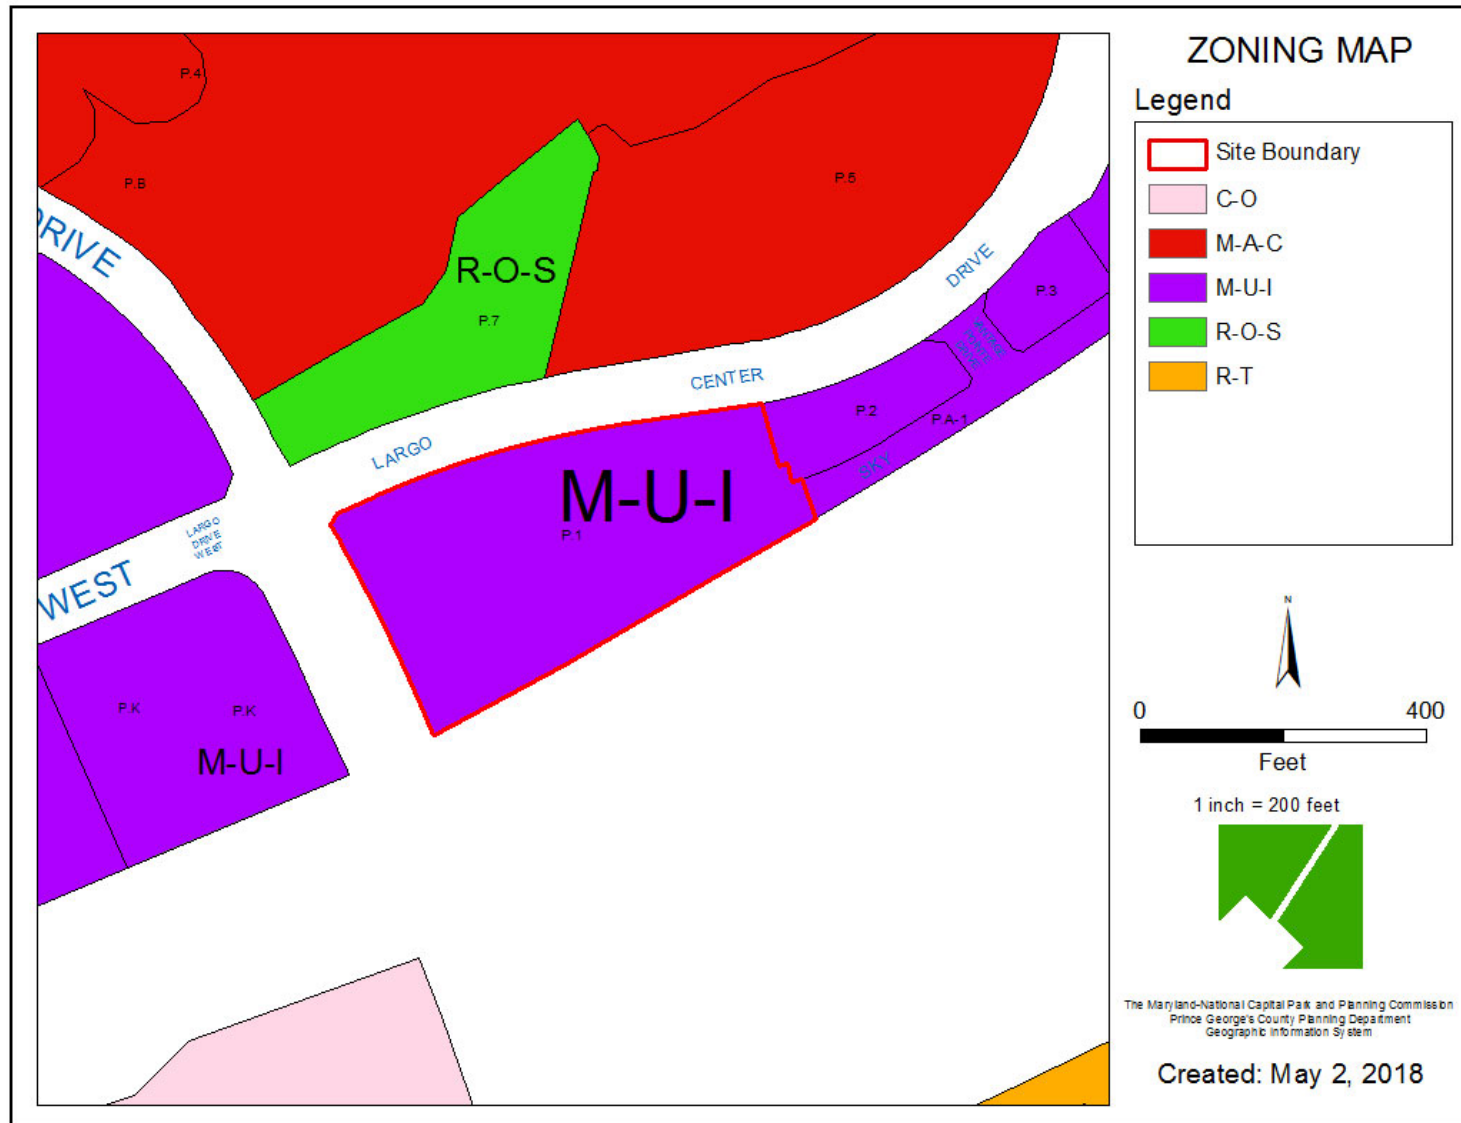 ZONING MAP
Legend
Site Boundary
C-O
M-A-C
M-U-I
R-O-S
R-T
P.4
P.B
P.5
DRIVE
R-O-S
P.7
DRIVE
P.3
CENTER
P.2
P.A-1
SKY
LARGO
M-U-I
P.1
LARGO
DRIVE
WEST
WEST
P.K
P.K
M-U-I
N
0 400
Feet
1 inch = 200 feet
The Maryland-National Capital Park and Planning Commission
Prince George's County Planning Department
Geographic Information System
Created: May 2, 2018